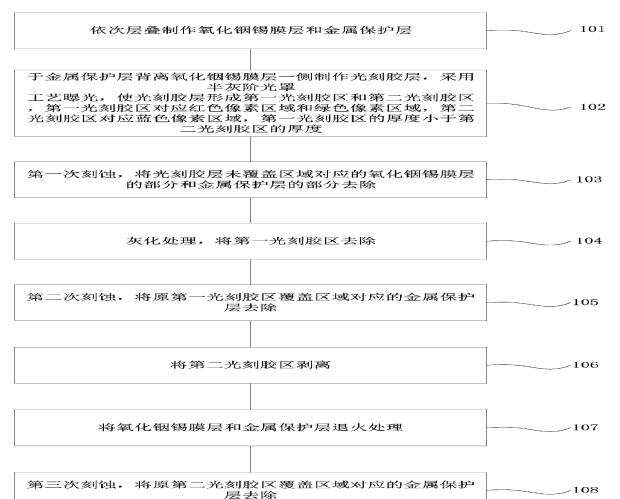 依次层叠制作氧化铟锡膜层和金属保护层
101
于金属保护层背离氧化铟锡膜层一侧制作光刻胶层，采用
半灰阶光罩
工艺曝光，使光刻胶层形成第一光刻胶区和第二光刻胶区
，第一光刻胶区对应红色像素区域和绿色像素区域，第二
光刻胶区对应蓝色像素区域，第一光刻胶区的厚度小于第
二光刻胶区的厚度
102
第一次刻蚀，将光刻胶层未覆盖区域对应的氧化铟锡膜层
的部分和金属保护层的部分去除
103
灰化处理，将第一光刻胶区去除
104
第二次刻蚀，将原第一光刻胶区覆盖区域对应的金属保护
层去除
105
将第二光刻胶区剥离
106
将氧化铟锡膜层和金属保护层退火处理
107
第三次刻蚀，将原第二光刻胶区覆盖区域对应的金属保护
层去除
108